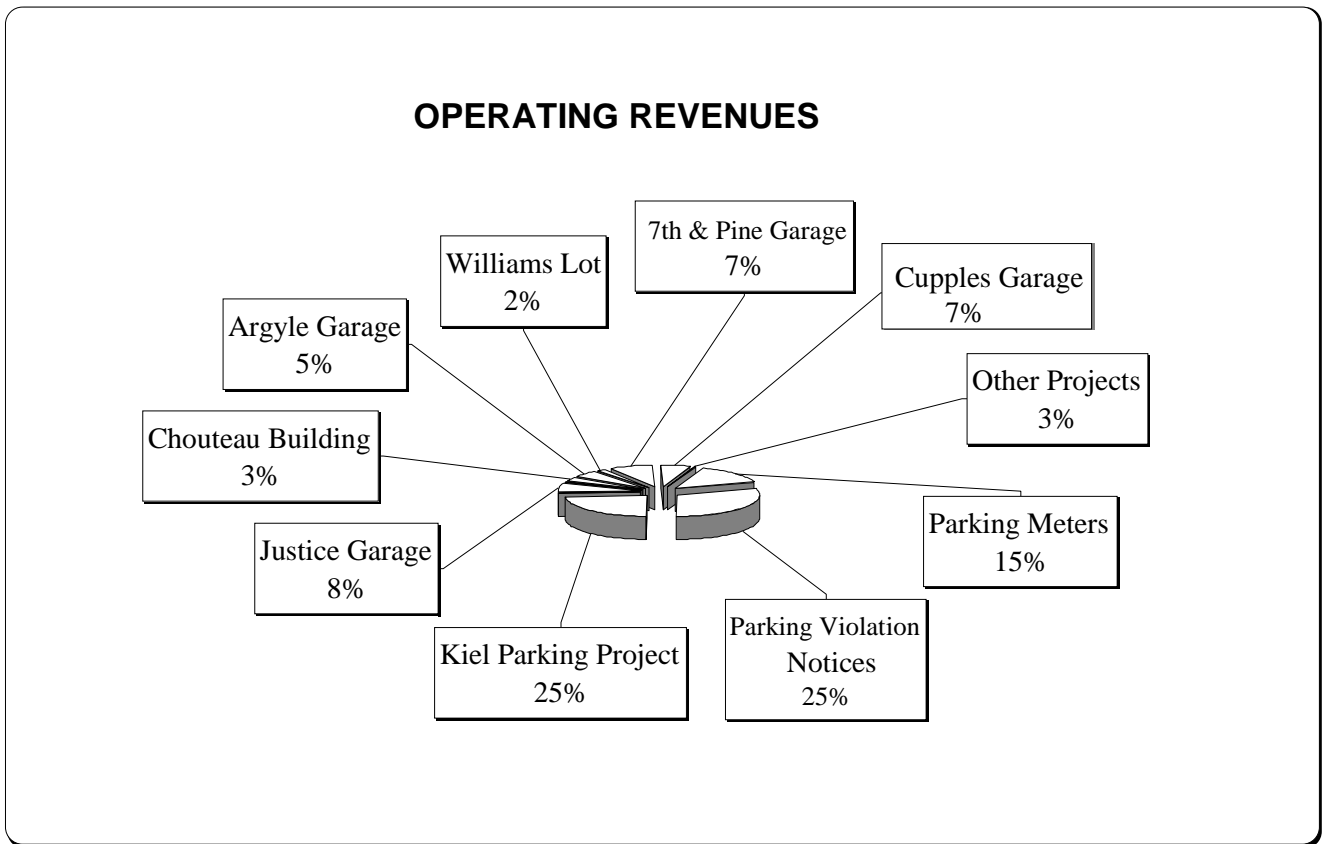 OPERATING REVENUES
7th & Pine Garage
7%
Williams Lot
2%
Cupples Garage
7%
Argyle Garage
5%
Other Projects
3%
Chouteau Building
3%
Parking Meters
15%
Justice Garage
8%
Parking Violation
Notices
25%
Kiel Parking Project
25%